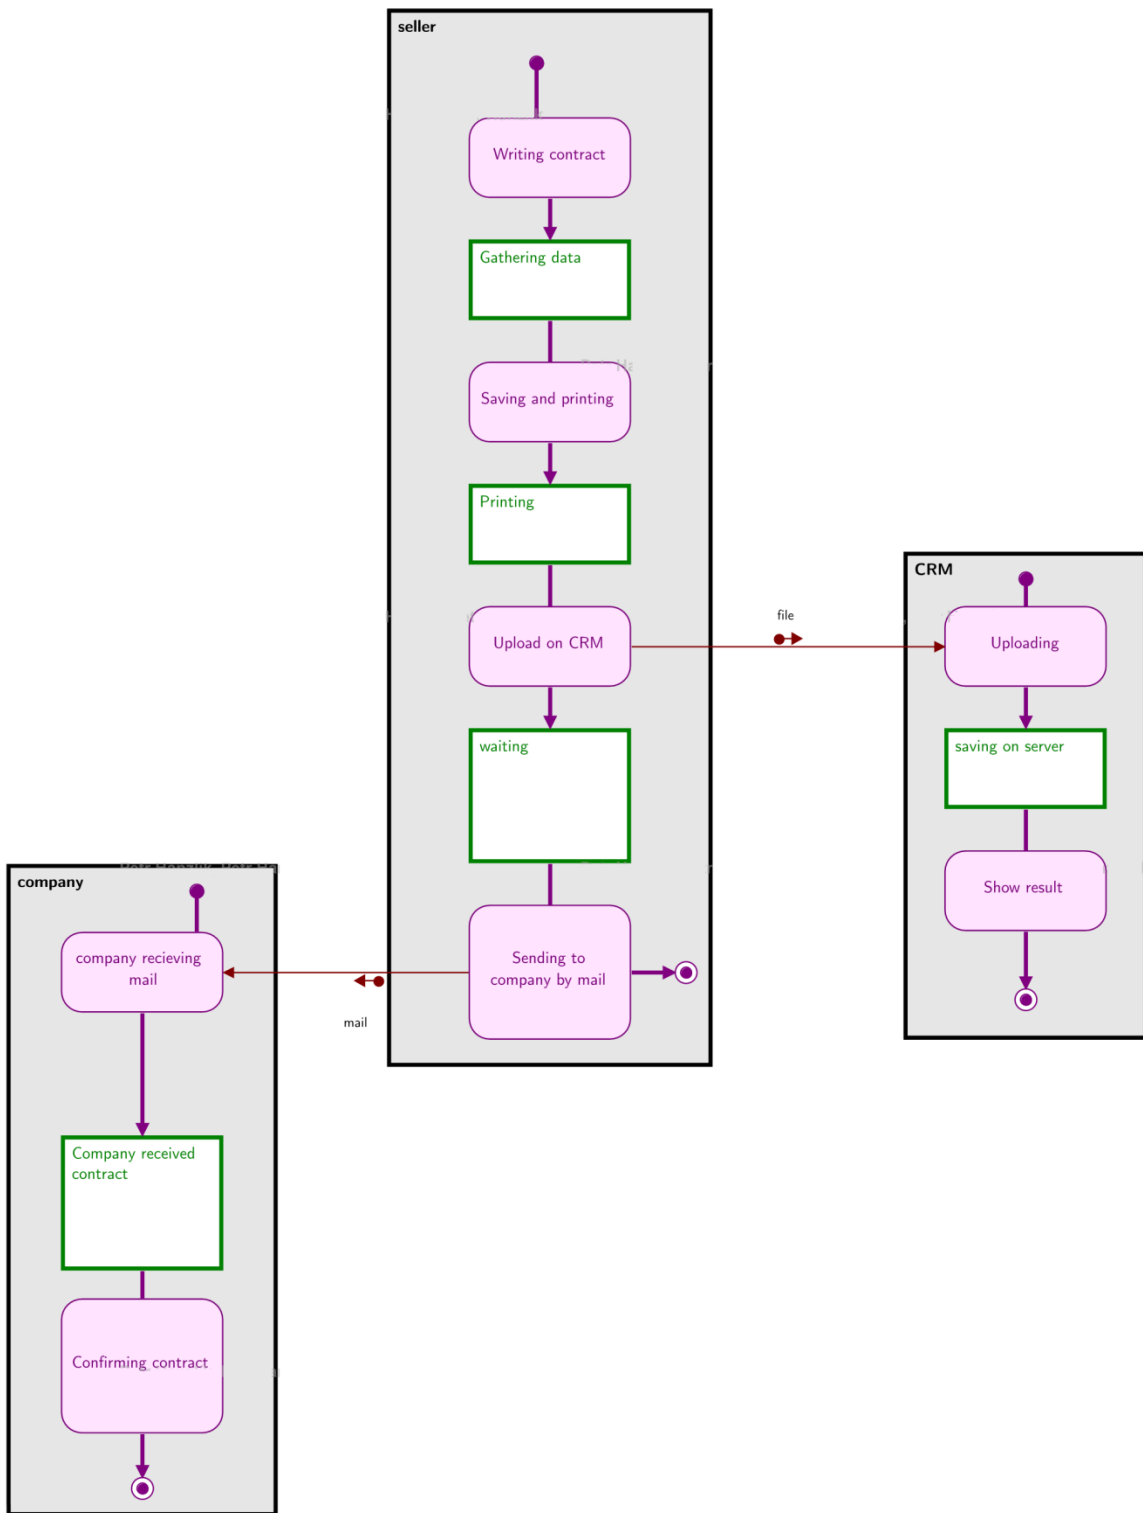 seller
Writing contract
Gathering data
Saving and printing
Printing
file
CRM
Upload on CRM
Uploading
waiting
saving on server
company
Show result
company recieving
mail
Sending to
company by mail
mail
Company received
contract
Confirming contract